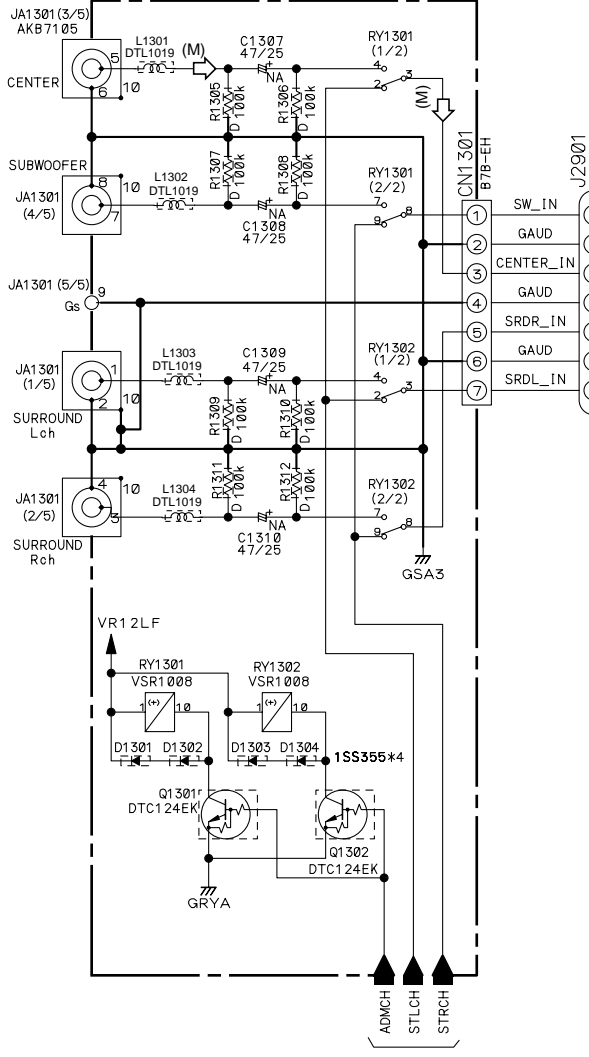 JA1301(3/5)
AKB7105
CENTER
5
6
10
L1301
DTL1019
(M)
C1307
47/25
NA
RY1301
(1/2)
4
2
3
(M)
R1305
D 100k
R1306
D 100k
R1307
D 100k
R1308
D 100k
SUBWOOFER
JA1301
(4/5)
8
7
10
L1302
DTL1019
NA
C1308
47/25
RY1301
(2/2)
7
9
8
CN1301
B7B-EH
J2901
1 SW_IN
2 GAUD
3 CENTER_IN
4 GAUD
5 SRDR_IN
6 GAUD
7 SRDL_IN
JA1301(5/5)
9
Gs
JA1301
(1/5)
1
2
10
SURROUND
Lch
L1303
DTL1019
C1309
47/25
NA
RY1302
(1/2)
4
2
3
R1309
D 100k
R1310
D 100k
R1311
D 100k
R1312
D 100k
JA1301
(2/5)
4
3
10
SURROUND
Rch
L1304
DTL1019
NA
C1310
47/25
RY1302
(2/2)
7
9
8
GSA3
VR12LF
RY1301
VSR1008
1 (+) 10
RY1302
VSR1008
1 (+) 10
D1301 D1302
D1303 D1304
1SS355*4
Q1301
DTC124EK
Q1302
DTC124EK
GRYA
ADMCH
STLCH
STRCH